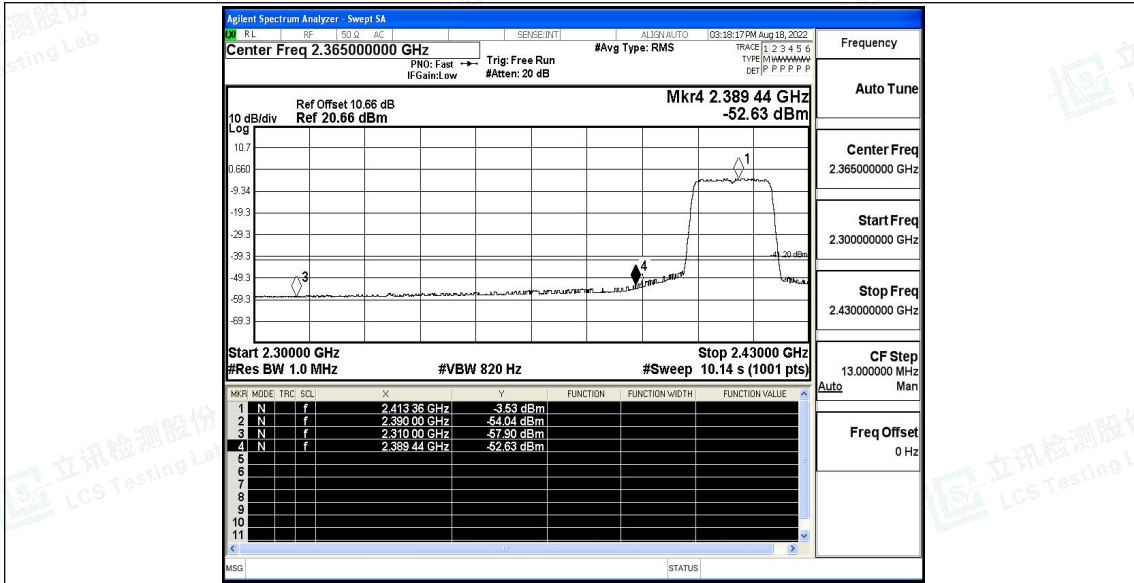 Agilent Spectrum Analyzer - Swept SA
LXI RL RF 50 Ω AC SENSE:INT ALIGN AUTO 03:18:17 PM Aug 18, 2022
Center Freq 2.365000000 GHz
#Avg Type: RMS
TRACE 1 2 3 4 5 6
PNO: Fast Trig: Free Run
TYPE M WWWWW
IFGain:Low #Atten: 20 dB
DET P P P P P P
Ref Offset 10.66 dB
10 dB/div Ref 20.66 dBm
Log
Mkr4 2.389 44 GHz
-52.63 dBm
10.7
0.660
-9.34
-19.3
-29.3
-39.3
-49.3
-59.3
-69.3
1
-41.20 dBm
4
3
Start 2.30000 GHz Stop 2.43000 GHz
#Res BW 1.0 MHz #VBW 820 Hz #Sweep 10.14 s (1001 pts)
MKR MODE TRC SCL X Y FUNCTION FUNCTION WIDTH FUNCTION VALUE
1 N f 2.413 36 GHz -3.53 dBm
2 N f 2.390 00 GHz -54.04 dBm
3 N f 2.310 00 GHz -57.90 dBm
4 N f 2.389 44 GHz -52.63 dBm
5
6
7
8
9
10
11
MSG STATUS
Frequency
Auto Tune
Center Freq
2.365000000 GHz
Start Freq
2.300000000 GHz
Stop Freq
2.430000000 GHz
CF Step
13.000000 MHz
Auto Man
Freq Offset
0 Hz
测股份
sting Lab
立讯检测股份
LCS Testing Lab
立讯检测股份
LCS Testing L